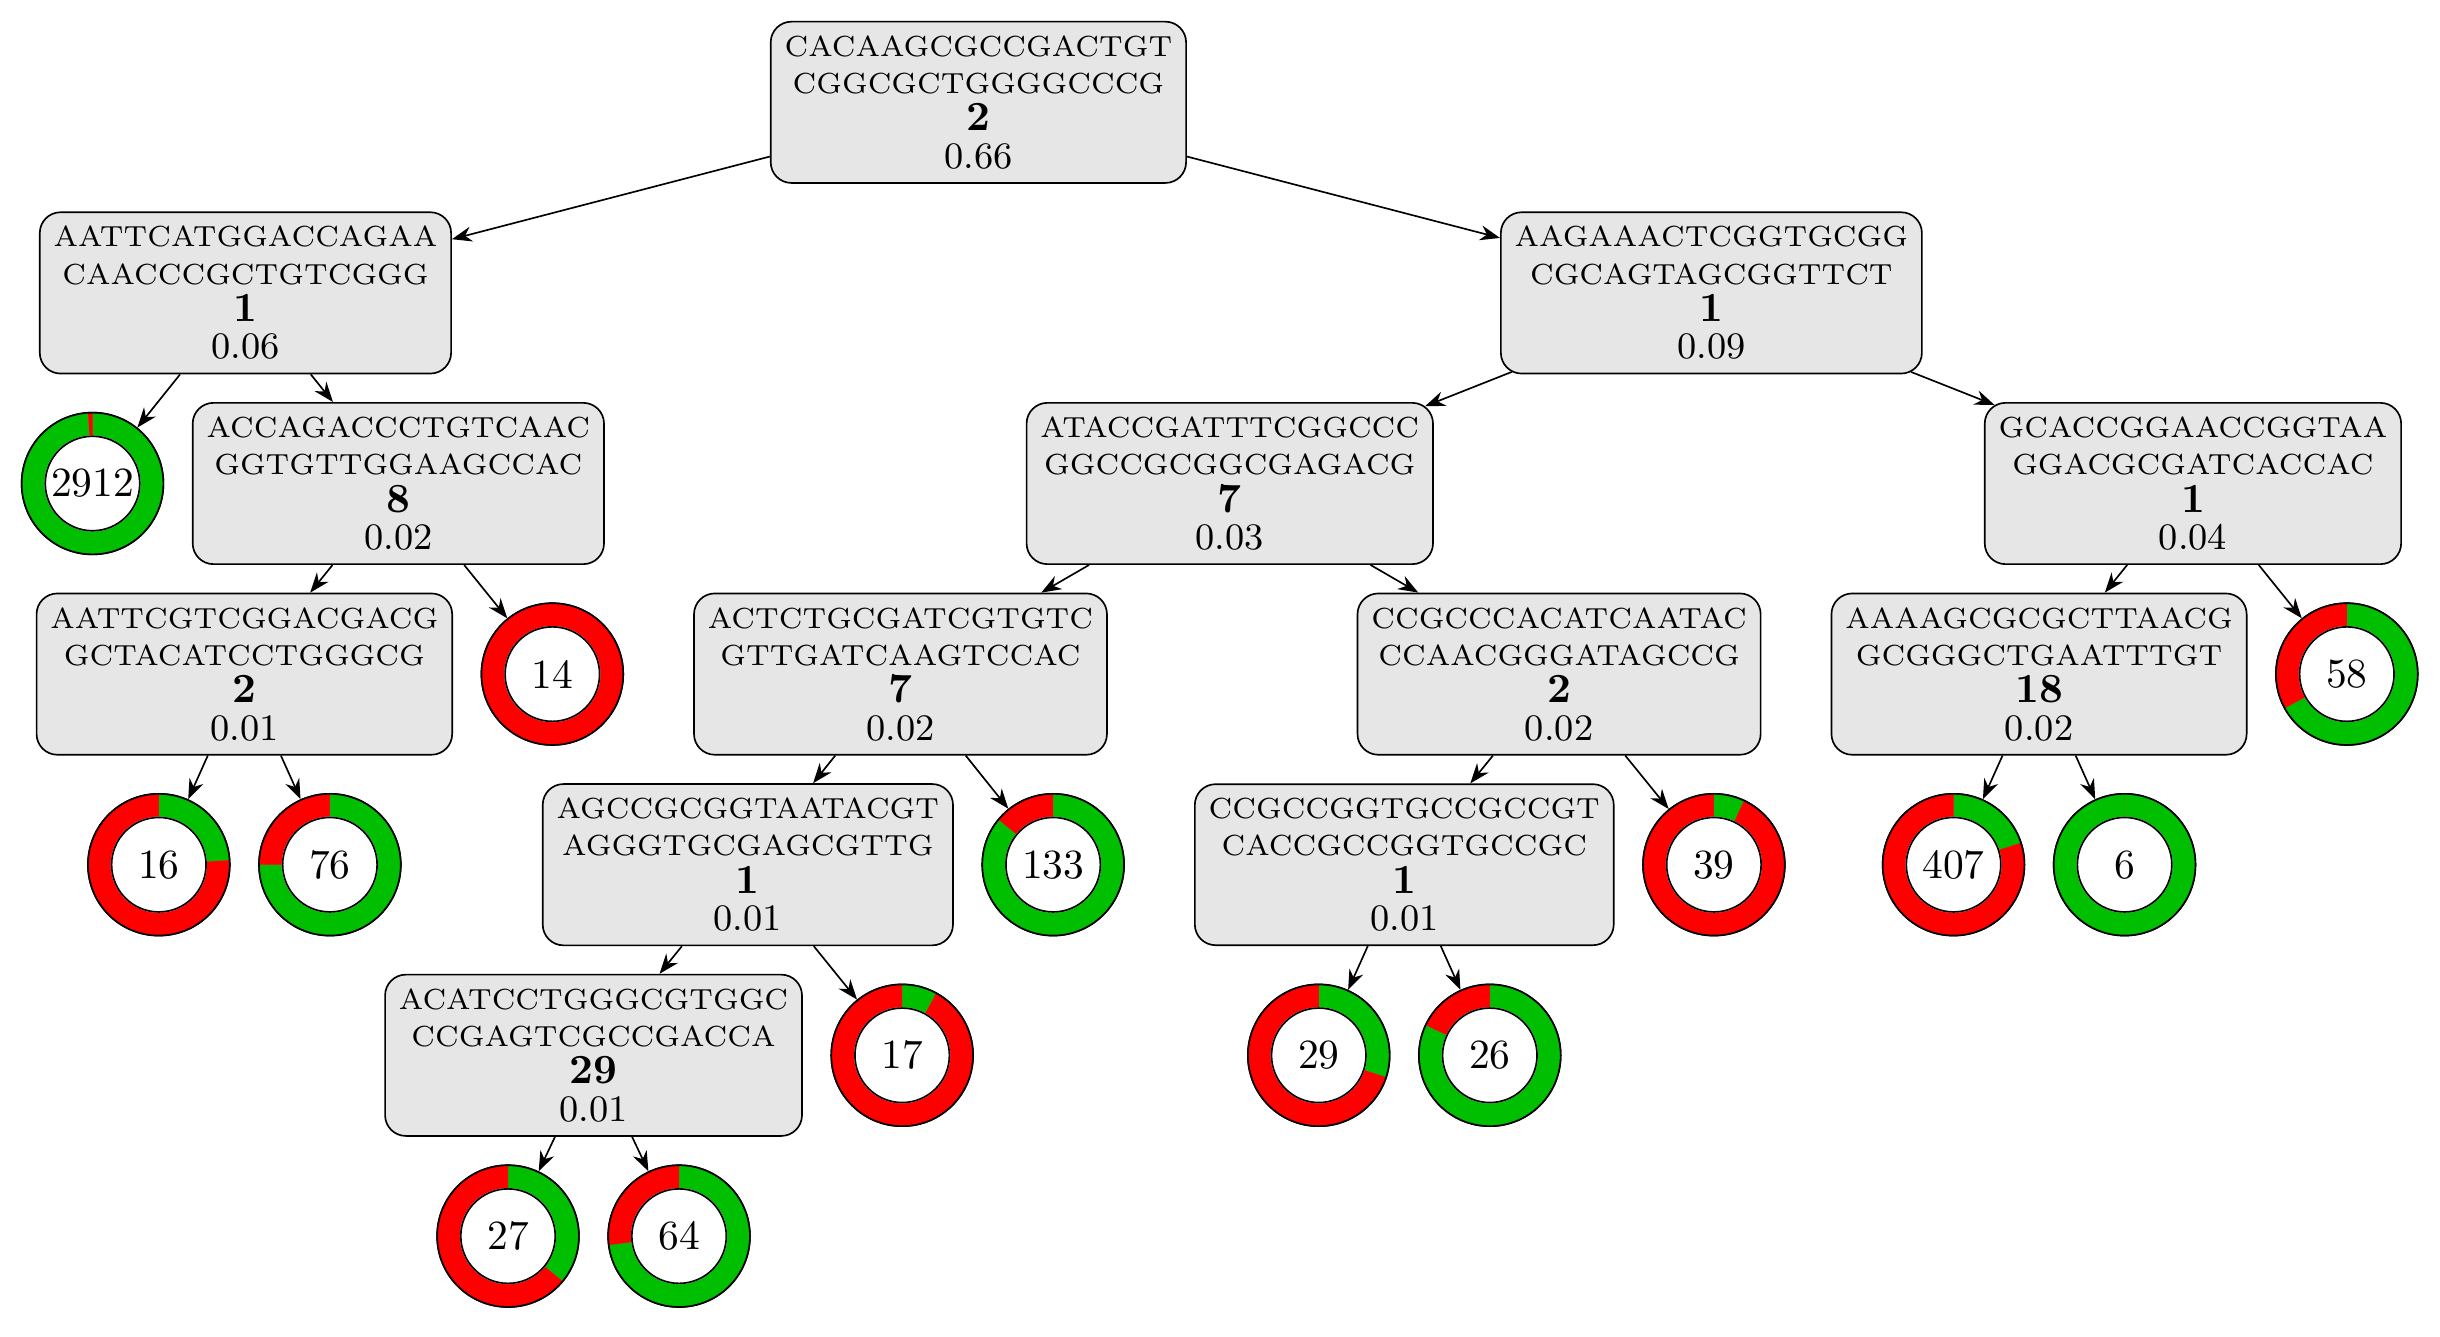 CACAAGCGCCGACTGT
CGGCGCTGGGGCCCG
2
0.66
AATTCATGGACCAGAA
CAACCCGCTGTCGGG
1
0.06
AAGAAACTCGGTGCGG
CGCAGTAGCGGTTCT
1
0.09
2912
ACCAGACCCTGTCAAC
GGTGTTGGAAGCCAC
8
0.02
ATACCGATTTCGGCCC
GGCCGCGGCGAGACG
7
0.03
GCACCGGAACCGGTAA
GGACGCGATCACCAC
1
0.04
AATTCGTCGGACGACG
GCTACATCCTGGGCG
2
0.01
14
ACTCTGCGATCGTGTC
GTTGATCAAGTCCAC
7
0.02
CCGCCCACATCAATAC
CCAACGGGATAGCCG
2
0.02
AAAAGCGCGCTTAACG
GCGGGCTGAATTTGT
18
0.02
58
16
76
AGCCGCGGTAATACGT
AGGGTGCGAGCGTTG
1
0.01
133
CCGCCGGTGCCGCCGT
CACCGCCGGTGCCGC
1
0.01
39
407
6
ACATCCTGGGCGTGGC
CCGAGTCGCCGACCA
29
0.01
17
29
26
27
64